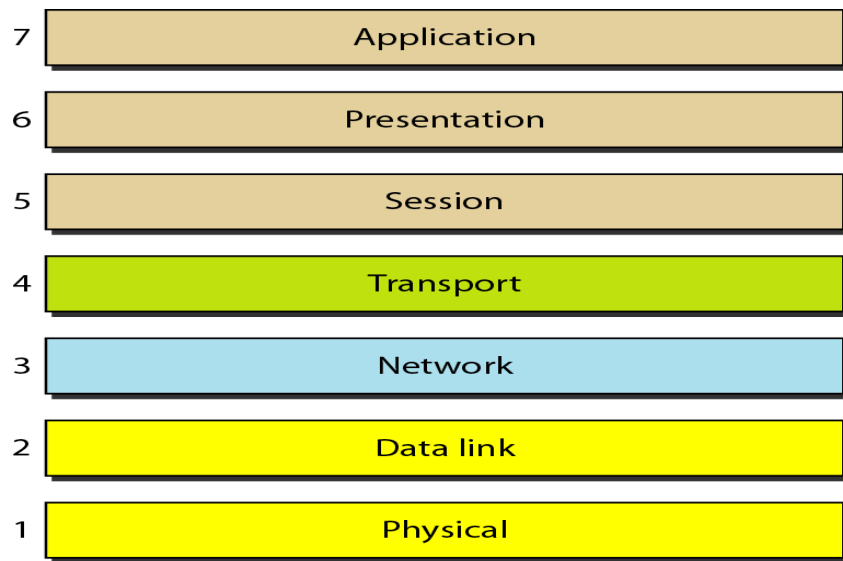 7 Application
6 Presentation
5 Session
4 Transport
3 Network
2 Data link
1 Physical